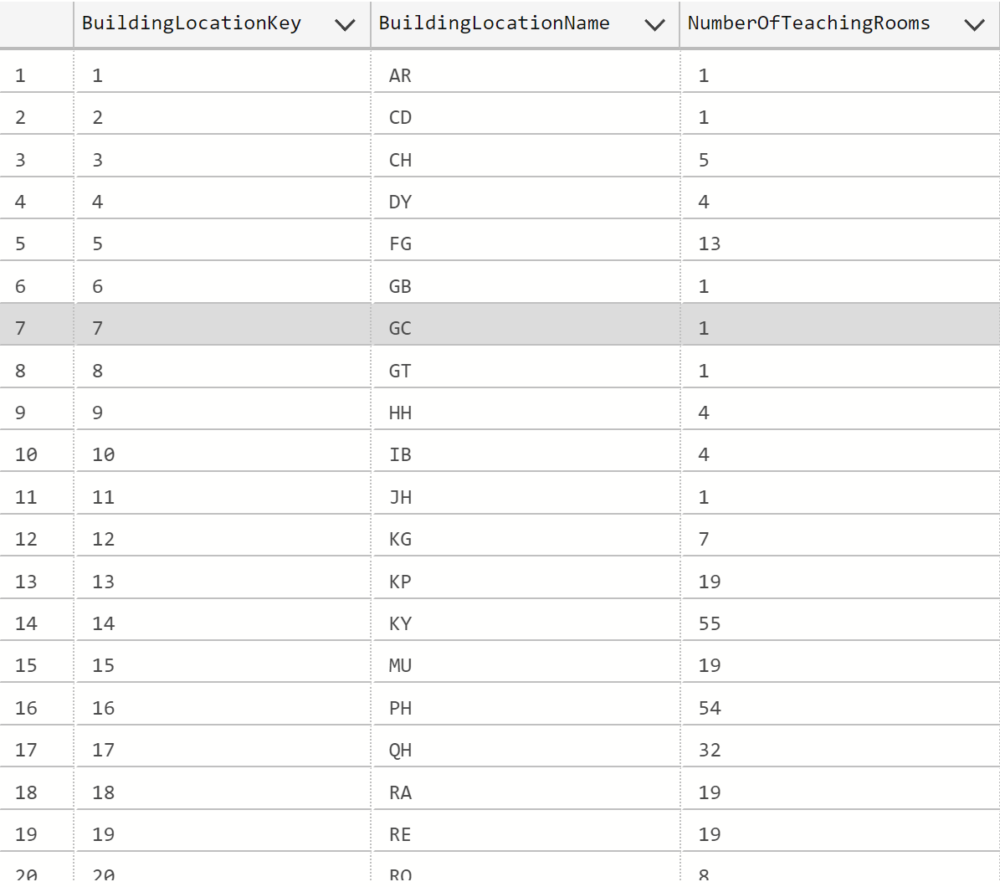 BuildingLocationKey BuildingLocationName NumberOfTeachingRooms
1 1 AR 1
2 2 CD 1
3 3 CH 5
4 4 DY 4
5 5 FG 13
6 6 GB 1
7 7 GC 1
8 8 GT 1
9 9 HH 4
10 10 IB 4
11 11 JH 1
12 12 KG 7
13 13 KP 19
14 14 KY 55
15 15 MU 19
16 16 PH 54
17 17 QH 32
18 18 RA 19
19 19 RE 19
20 20 8